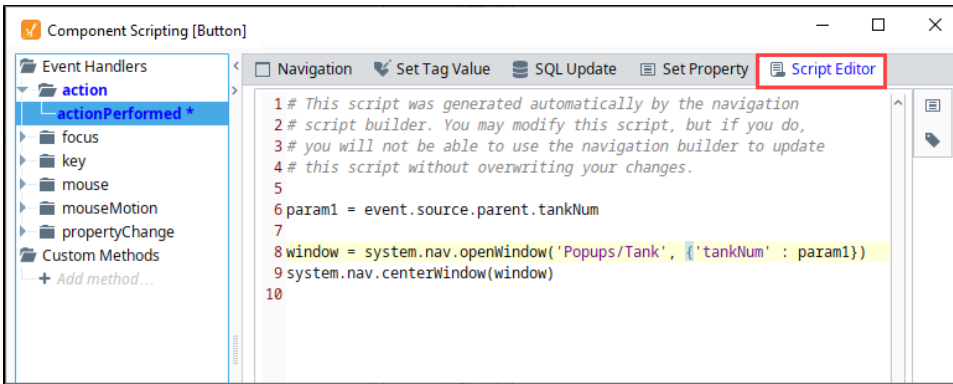 Component Scripting [Button]
Event Handlers
action
actionPerformed *
focus
key
mouse
mouseMotion
propertyChange
Custom Methods
Add method...
Navigation Set Tag Value SQL Update Set Property Script Editor
1 # This script was generated automatically by the navigation
2 # script builder. You may modify this script, but if you do,
3 # you will not be able to use the navigation builder to update
4 # this script without overwriting your changes.
5
6 param1 = event.source.parent.tankNum
7
8 window = system.nav.openWindow('Popups/Tank', {'tankNum' : param1})
9 system.nav.centerWindow(window)
10